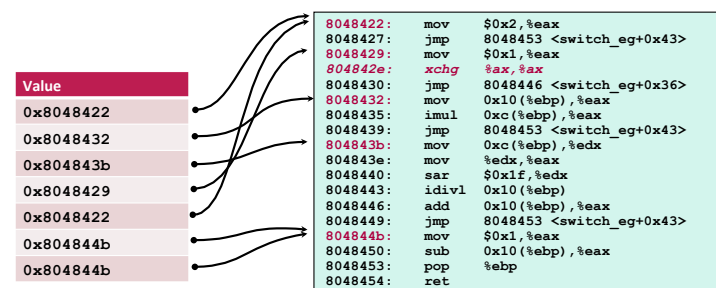 Value
0x8048422
0x8048432
0x804843b
0x8048429
0x8048422
0x804844b
0x804844b
8048422: mov $0x2,%eax
8048427: jmp 8048453 <switch_eg+0x43>
8048429: mov $0x1,%eax
804842e: xchg %ax,%ax
8048430: jmp 8048446 <switch_eg+0x36>
8048432: mov 0x10(%ebp),%eax
8048435: imul 0xc(%ebp),%eax
8048439: jmp 8048453 <switch_eg+0x43>
804843b: mov 0xc(%ebp),%edx
804843e: mov %edx,%eax
8048440: sar $0x1f,%edx
8048443: idivl 0x10(%ebp)
8048446: add 0x10(%ebp),%eax
8048449: jmp 8048453 <switch_eg+0x43>
804844b: mov $0x1,%eax
8048450: sub 0x10(%ebp),%eax
8048453: pop %ebp
8048454: ret